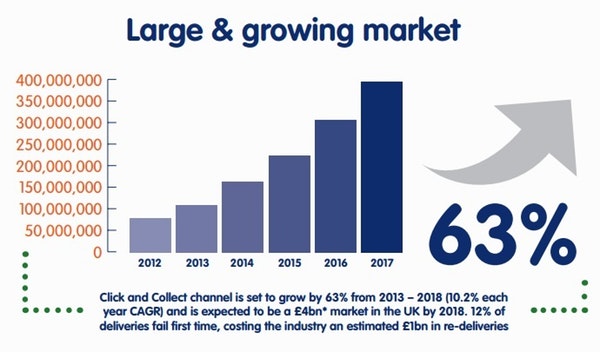 Large & growing market
400,000,000
350,000,000
300,000,000
250,000,000
200,000,000
150,000,000
100,000,000
50,000,000
0
2012 2013 2014 2015 2016 2017
63%
Click and Collect channel is set to grow by 63% from 2013 – 2018 (10.2% each
year CAGR) and is expected to be a £4bn* market in the UK by 2018. 12% of
deliveries fail first time, costing the industry an estimated £1bn in re-deliveries